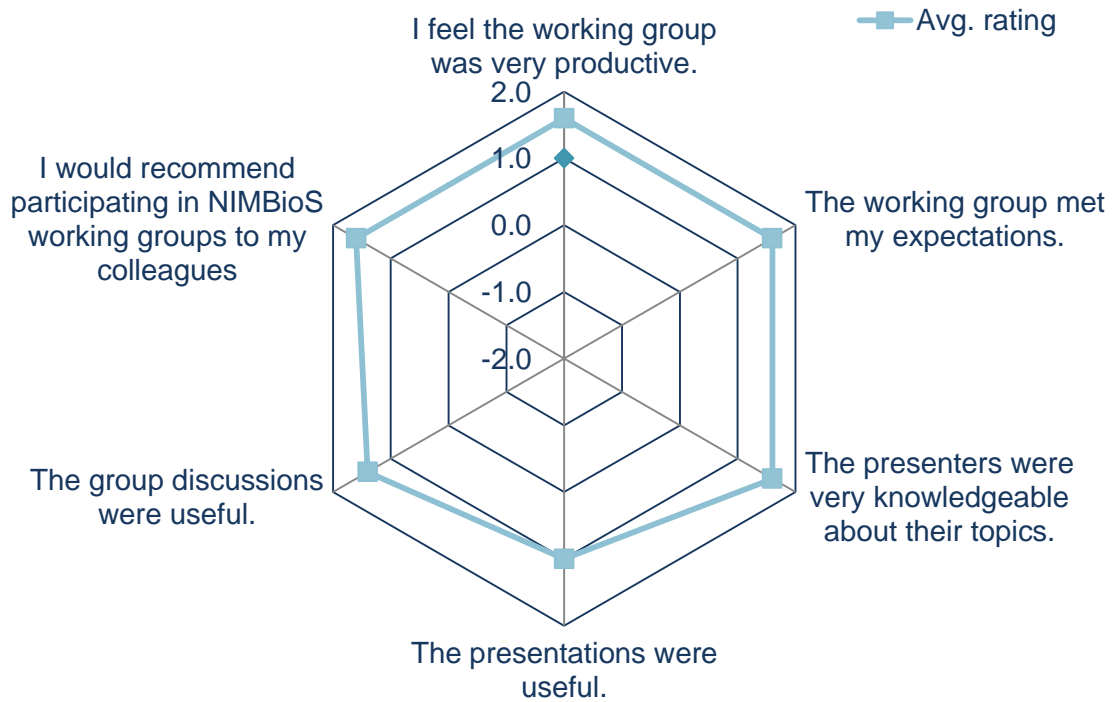 Avg. rating
I feel the working group
was very productive.
2.0
1.0
0.0
-1.0
-2.0
The working group met
my expectations.
The presenters were
very knowledgeable
about their topics.
The presentations were
useful.
The group discussions
were useful.
I would recommend
participating in NIMBioS
working groups to my
colleagues